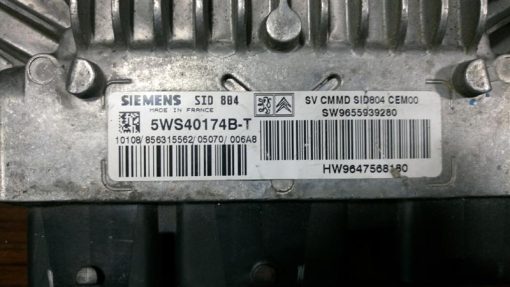 SIEMENS SID 804
MADE IN FRANCE
5WS40174B-T
10108/856315562/05070/006A8
SV CMMD SID804 CEM00
SW9655939280
HW9647568180